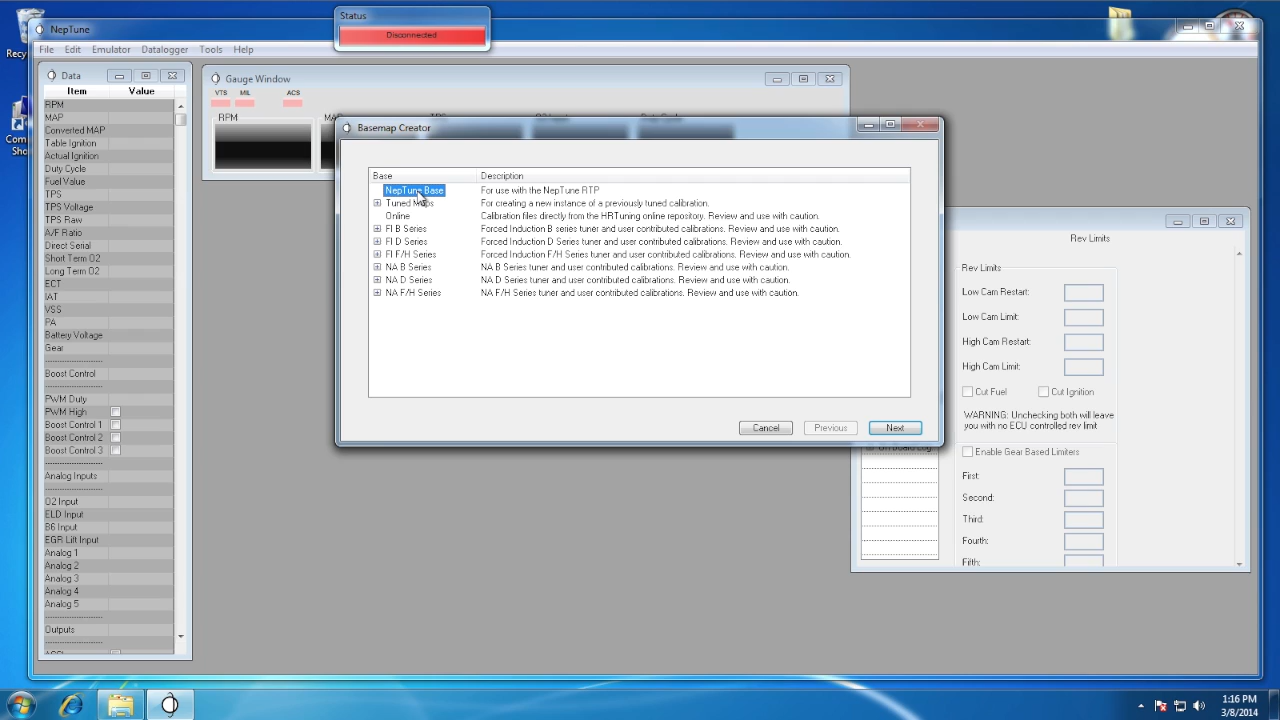 Status
Disconnected
NepTune
File Edit Emulator Datalogger Tools Help
Recy
Com
Sho
Data
Item Value
RPM
MAP
Converted MAP
Table Ignition
Actual Ignition
Duty Cycle
Fuel Value
TPS
TPS Voltage
TPS Raw
A/F Ratio
Direct Serial
Short Term O2
Long Term O2
ECT
IAT
VSS
PA
Battery Voltage
Gear
Boost Control
PWM Duty
PWM High
Boost Control 1
Boost Control 2
Boost Control 3
Analog Inputs
O2 Input
ELD Input
B6 Input
EGR Lift Input
Analog 1
Analog 2
Analog 3
Analog 4
Analog 5
Outputs
Gauge Window
VTS MIL ACS
RPM
Basemap Creator
Base Description
NepTune Base For use with the NepTune RTP
Tuned Maps For creating a new instance of a previously tuned calibration.
Online Calibration files directly from the HRTuning online repository. Review and use with caution.
FI B Series Forced Induction B series tuner and user contributed calibrations. Review and use with caution.
FI D Series Forced Induction D Series tuner and user contributed calibrations. Review and use with caution.
FI F/H Series Forced Induction F/H Series tuner and user contributed calibrations. Review and use with caution.
NA B Series NA B Series tuner and user contributed calibrations. Review and use with caution.
NA D Series NA D Series tuner and user contributed calibrations. Review and use with caution.
NA F/H Series NA F/H Series tuner and user contributed calibrations. Review and use with caution.
Cancel Previous Next
Rev Limits
Rev Limits
Low Cam Restart:
Low Cam Limit:
High Cam Restart:
High Cam Limit:
Cut Fuel Cut Ignition
WARNING: Unchecking both will leave
you with no ECU controlled rev limit
Enable Gear Based Limiters
First:
Second:
Third:
Fourth:
Fifth:
1:16 PM
3/8/2014